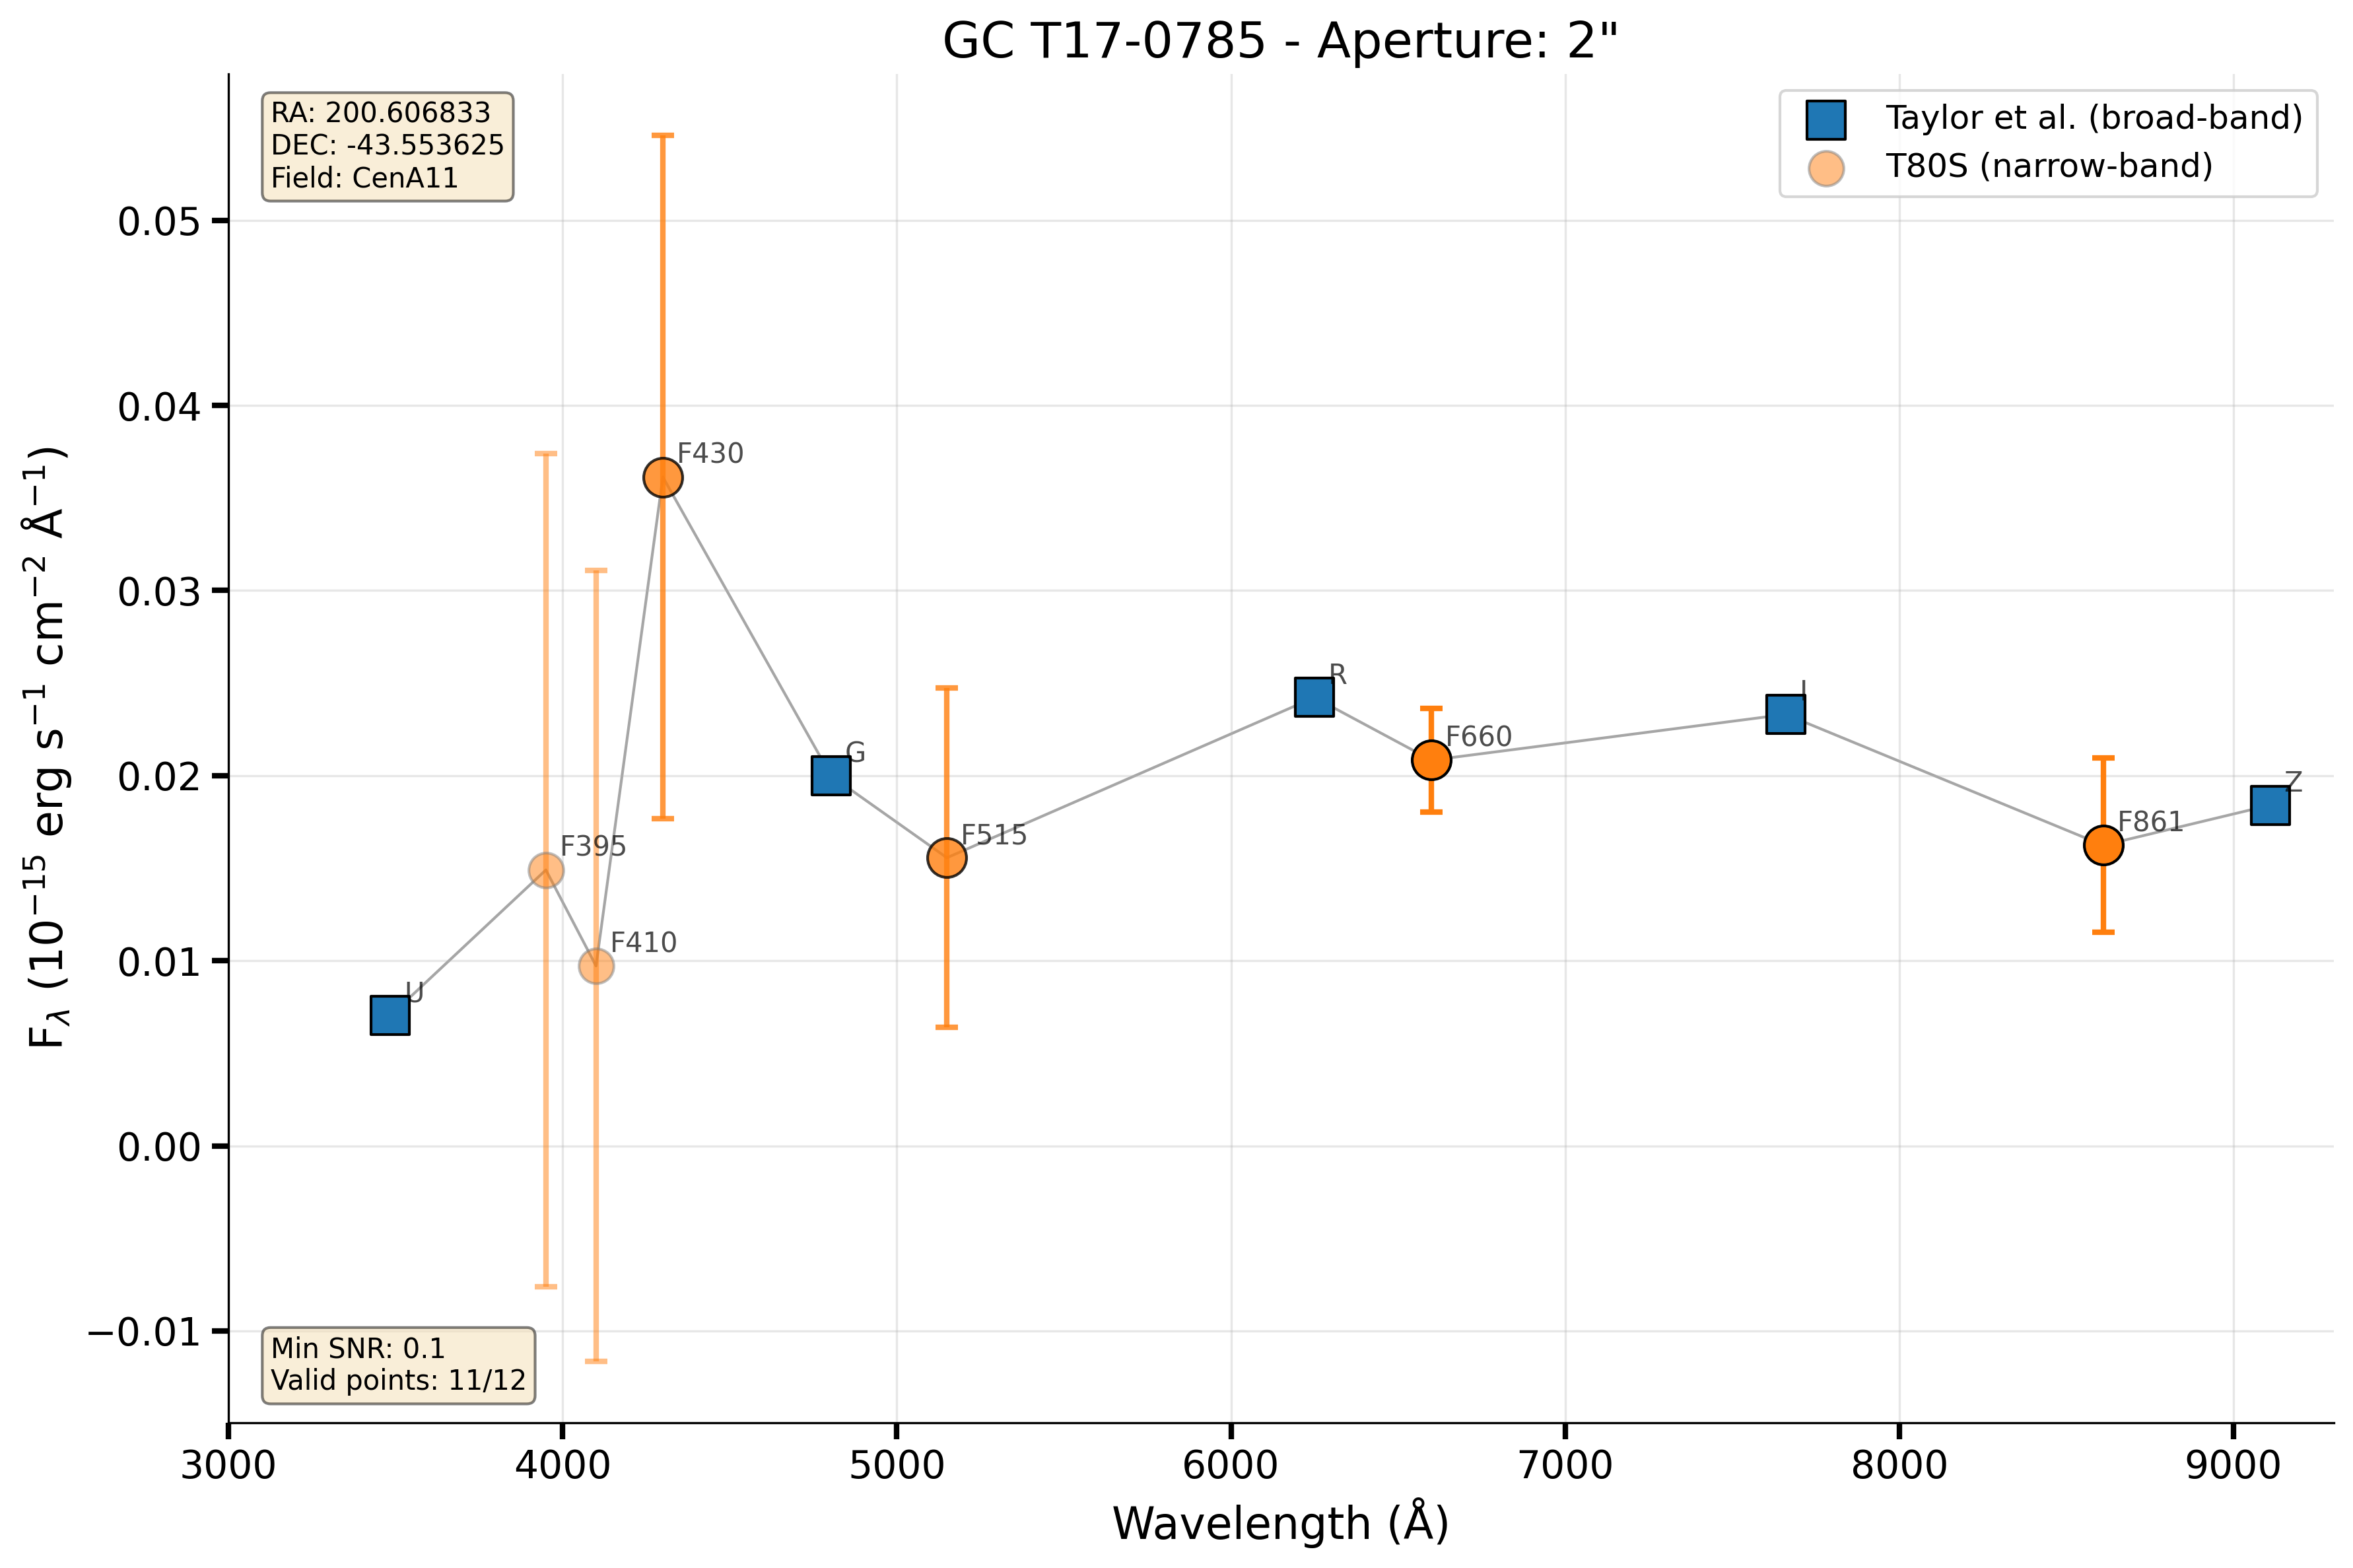 GC T17-0785 - Aperture: 2"
RA: 200.606833
DEC: -43.553625
Field: CenA11
Taylor et al. (broad-band)
T80S (narrow-band)
0.05
0.04
0.03
0.02
0.01
0.00
−0.01
F_λ (10⁻¹⁵ erg s⁻¹ cm⁻² Å⁻¹)
U
F395
F410
F430
G
F515
R
F660
I
F861
Z
Min SNR: 0.1
Valid points: 11/12
3000 4000 5000 6000 7000 8000 9000
Wavelength (Å)